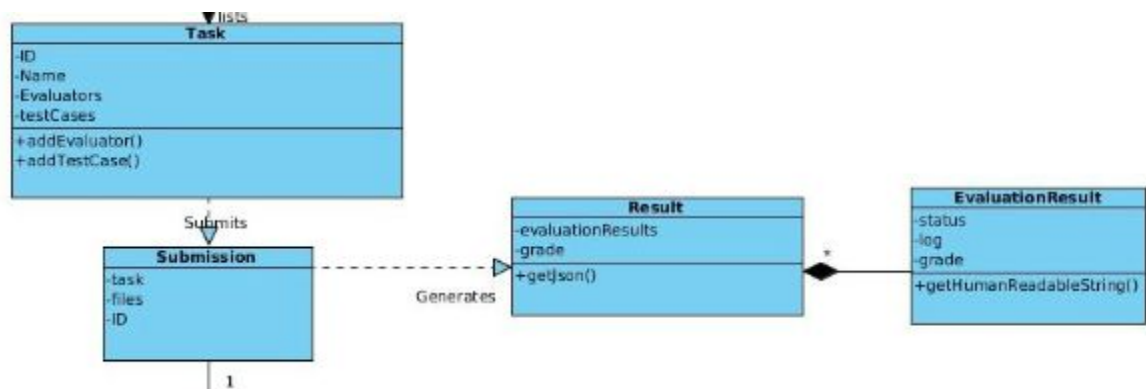 lists
Task
-ID
-Name
-Evaluators
-testCases
+addEvaluator()
+addTestCase()
Submits
Submission
-task
-files
-ID
1
Generates
Result
-evaluationResults
-grade
+getJson()
*
EvaluationResult
-status
-log
-grade
+getHumanReadableString()